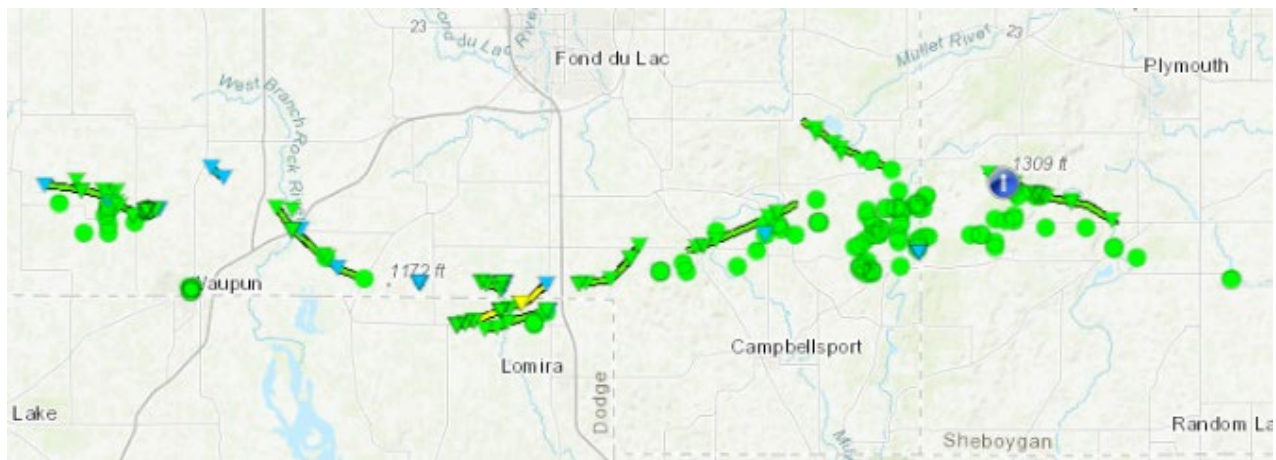 23
Fond du Lac River
Fond du Lac
Mullet River
23
Plymouth
West Branch Rock River
1309 ft
1172 ft
Waupun
i
Lomira
Campbellsport
Dodge
Lake
Random La
Sheboygan